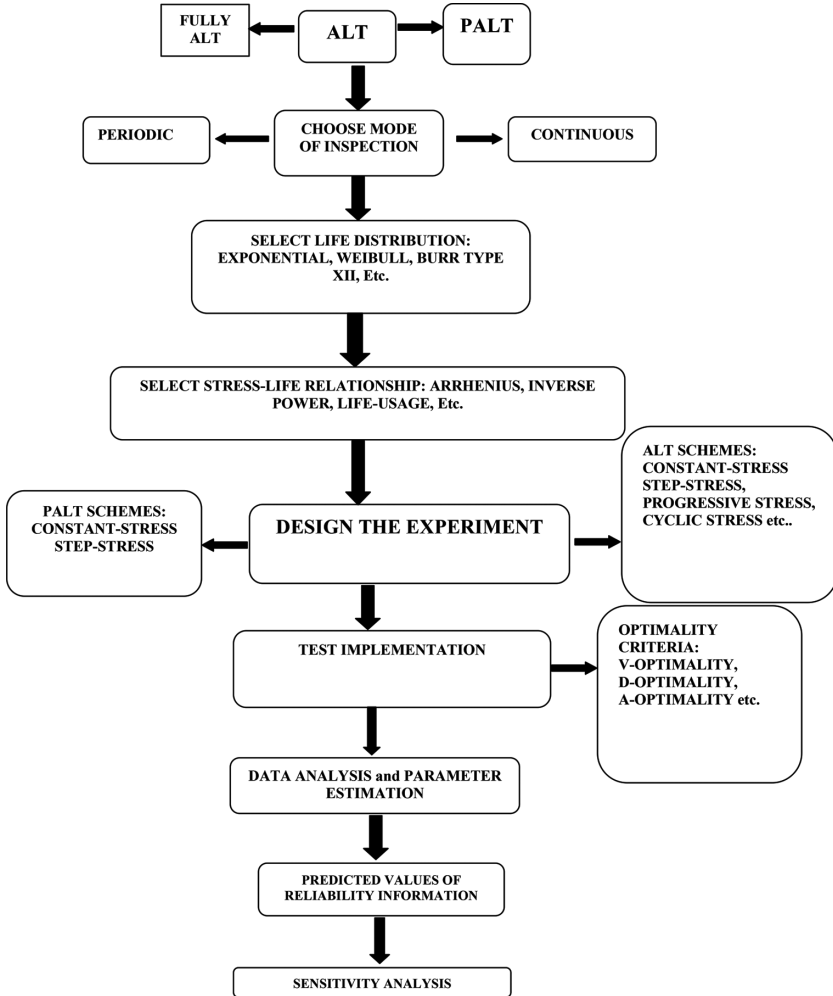 FULLY
ALT
ALT
PALT
PERIODIC
CHOOSE MODE
OF INSPECTION
CONTINUOUS
SELECT LIFE DISTRIBUTION:
EXPONENTIAL, WEIBULL, BURR TYPE
XII, Etc.
SELECT STRESS-LIFE RELATIONSHIP: ARRHENIUS, INVERSE
POWER, LIFE-USAGE, Etc.
PALT SCHEMES:
CONSTANT-STRESS
STEP-STRESS
DESIGN THE EXPERIMENT
ALT SCHEMES:
CONSTANT-STRESS
STEP-STRESS,
PROGRESSIVE STRESS,
CYCLIC STRESS etc..
TEST IMPLEMENTATION
OPTIMALITY
CRITERIA:
V-OPTIMALITY,
D-OPTIMALITY,
A-OPTIMALITY etc.
DATA ANALYSIS and PARAMETER
ESTIMATION
PREDICTED VALUES OF
RELIABILITY INFORMATION
SENSITIVITY ANALYSIS